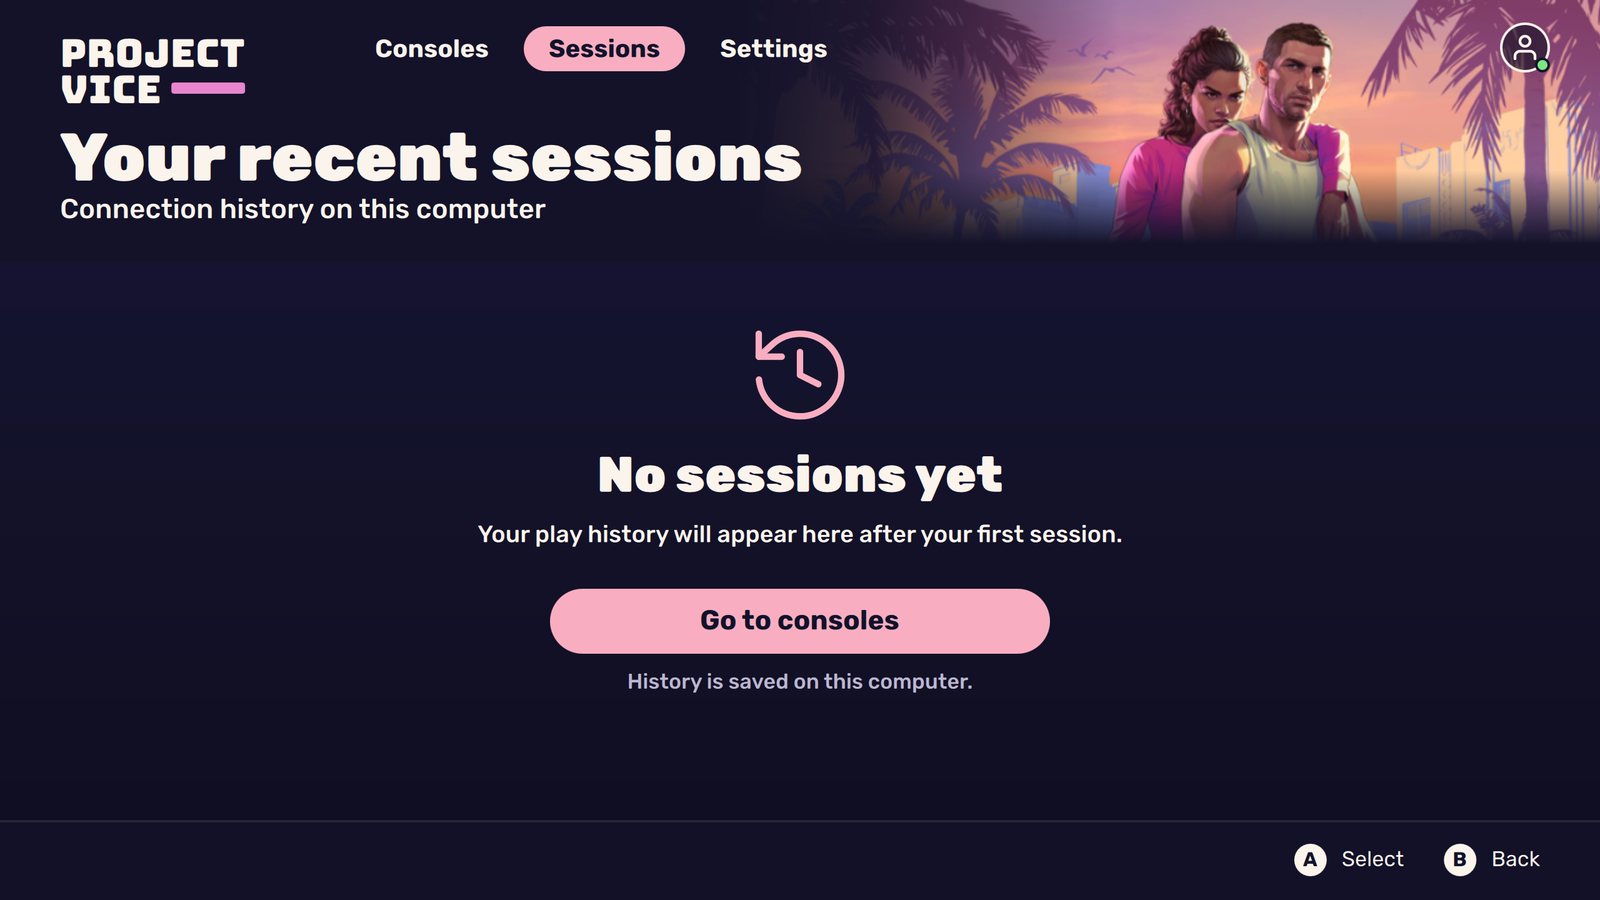 PROJECT
VICE
Consoles
Sessions
Settings
Your recent sessions
Connection history on this computer
No sessions yet
Your play history will appear here after your first session.
Go to consoles
History is saved on this computer.
A Select
B Back